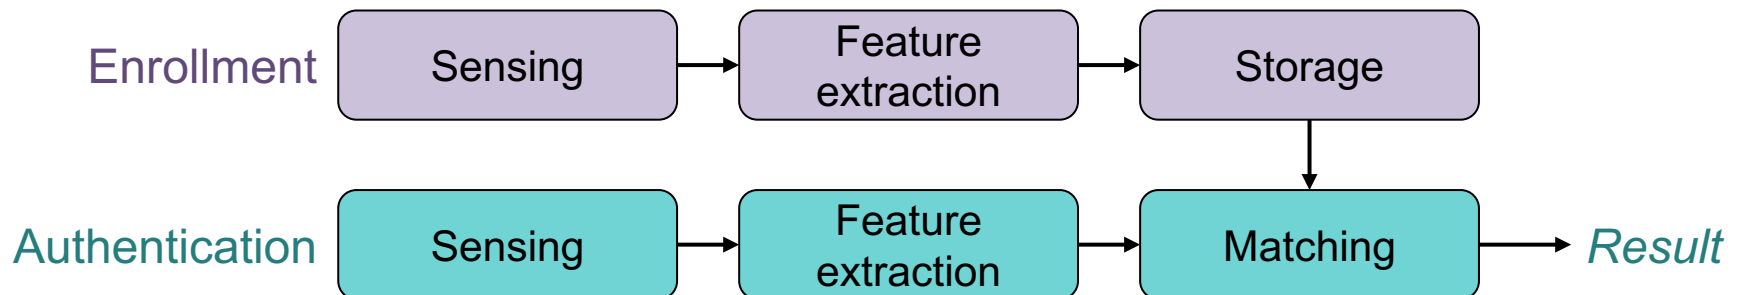 Enrollment
Sensing
Feature
extraction
Storage
Authentication
Sensing
Feature
extraction
Matching
Result